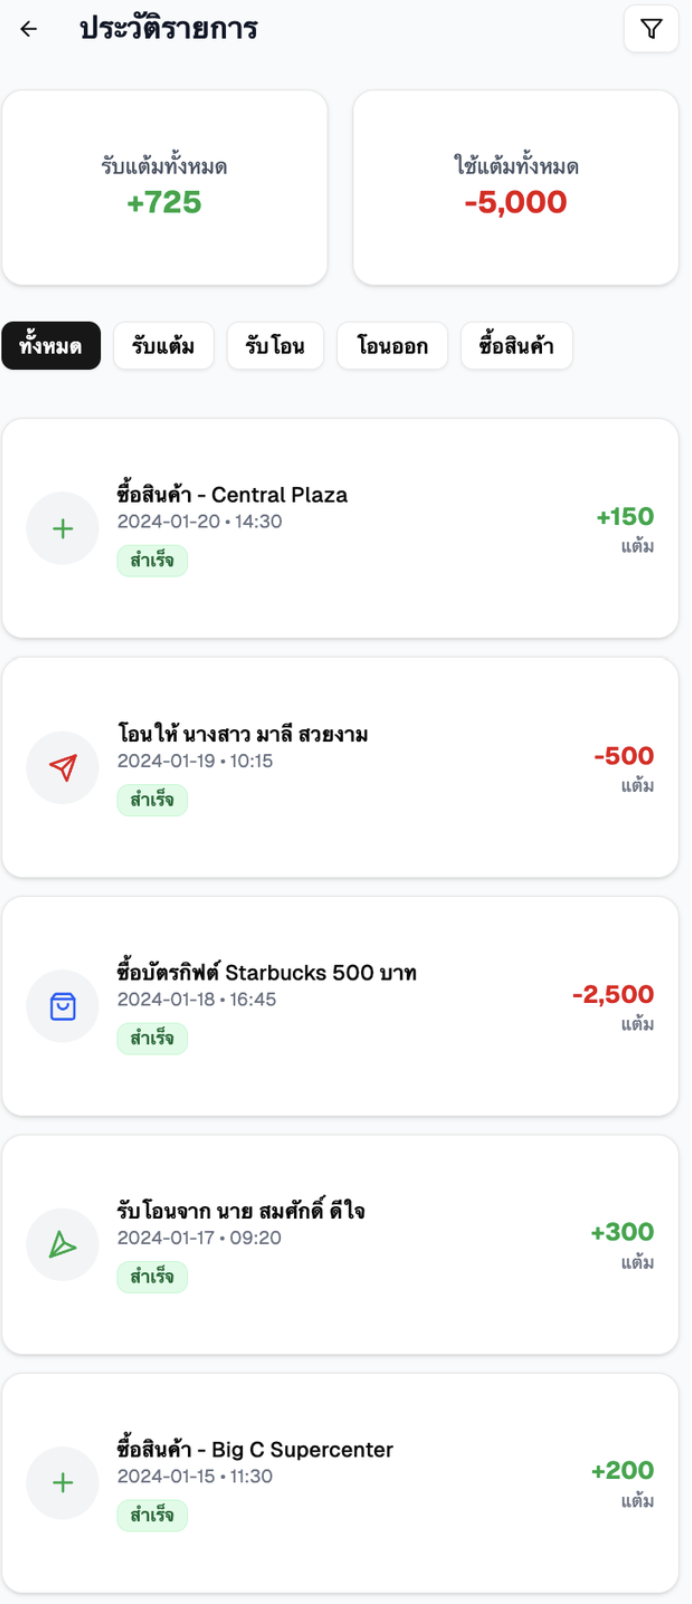 ประวัติรายการ
รับแต้มทั้งหมด
+725
ใช้แต้มทั้งหมด
-5,000
ทั้งหมด
รับแต้ม
รับโอน
โอนออก
ซื้อสินค้า
ซื้อสินค้า - Central Plaza
2024-01-20 • 14:30
สำเร็จ
+150
แต้ม
โอนให้ นางสาว มาลี สวยงาม
2024-01-19 • 10:15
สำเร็จ
-500
แต้ม
ซื้อบัตรกิฟต์ Starbucks 500 บาท
2024-01-18 • 16:45
สำเร็จ
-2,500
แต้ม
รับโอนจาก นาย สมศักดิ์ ดีใจ
2024-01-17 • 09:20
สำเร็จ
+300
แต้ม
ซื้อสินค้า - Big C Supercenter
2024-01-15 • 11:30
สำเร็จ
+200
แต้ม